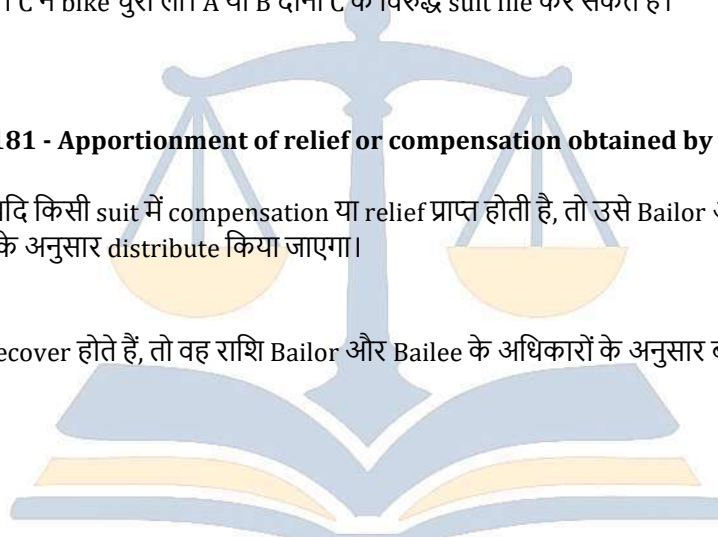 C ने bike चुरा ली। A या B दोनों C के विरुद्ध suit file कर सकते हैं।
181 - Apportionment of relief or compensation obtained by
यदि किसी suit में compensation या relief प्राप्त होती है, तो उसे Bailor
के अनुसार distribute किया जाएगा।
ecover होते हैं, तो वह राशि Bailor और Bailee के अधिकारों के अनुसार